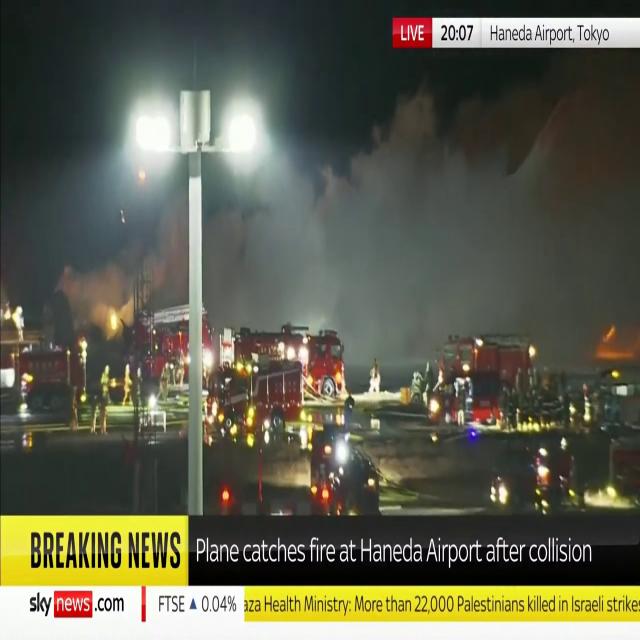 LIVE 20:07 Haneda Airport, Tokyo
BREAKING NEWS Plane catches fire at Haneda Airport after collision
sky news.com FTSE ▲ 0.04% aza Health Ministry: More than 22,000 Palestinians killed in Israeli strikes